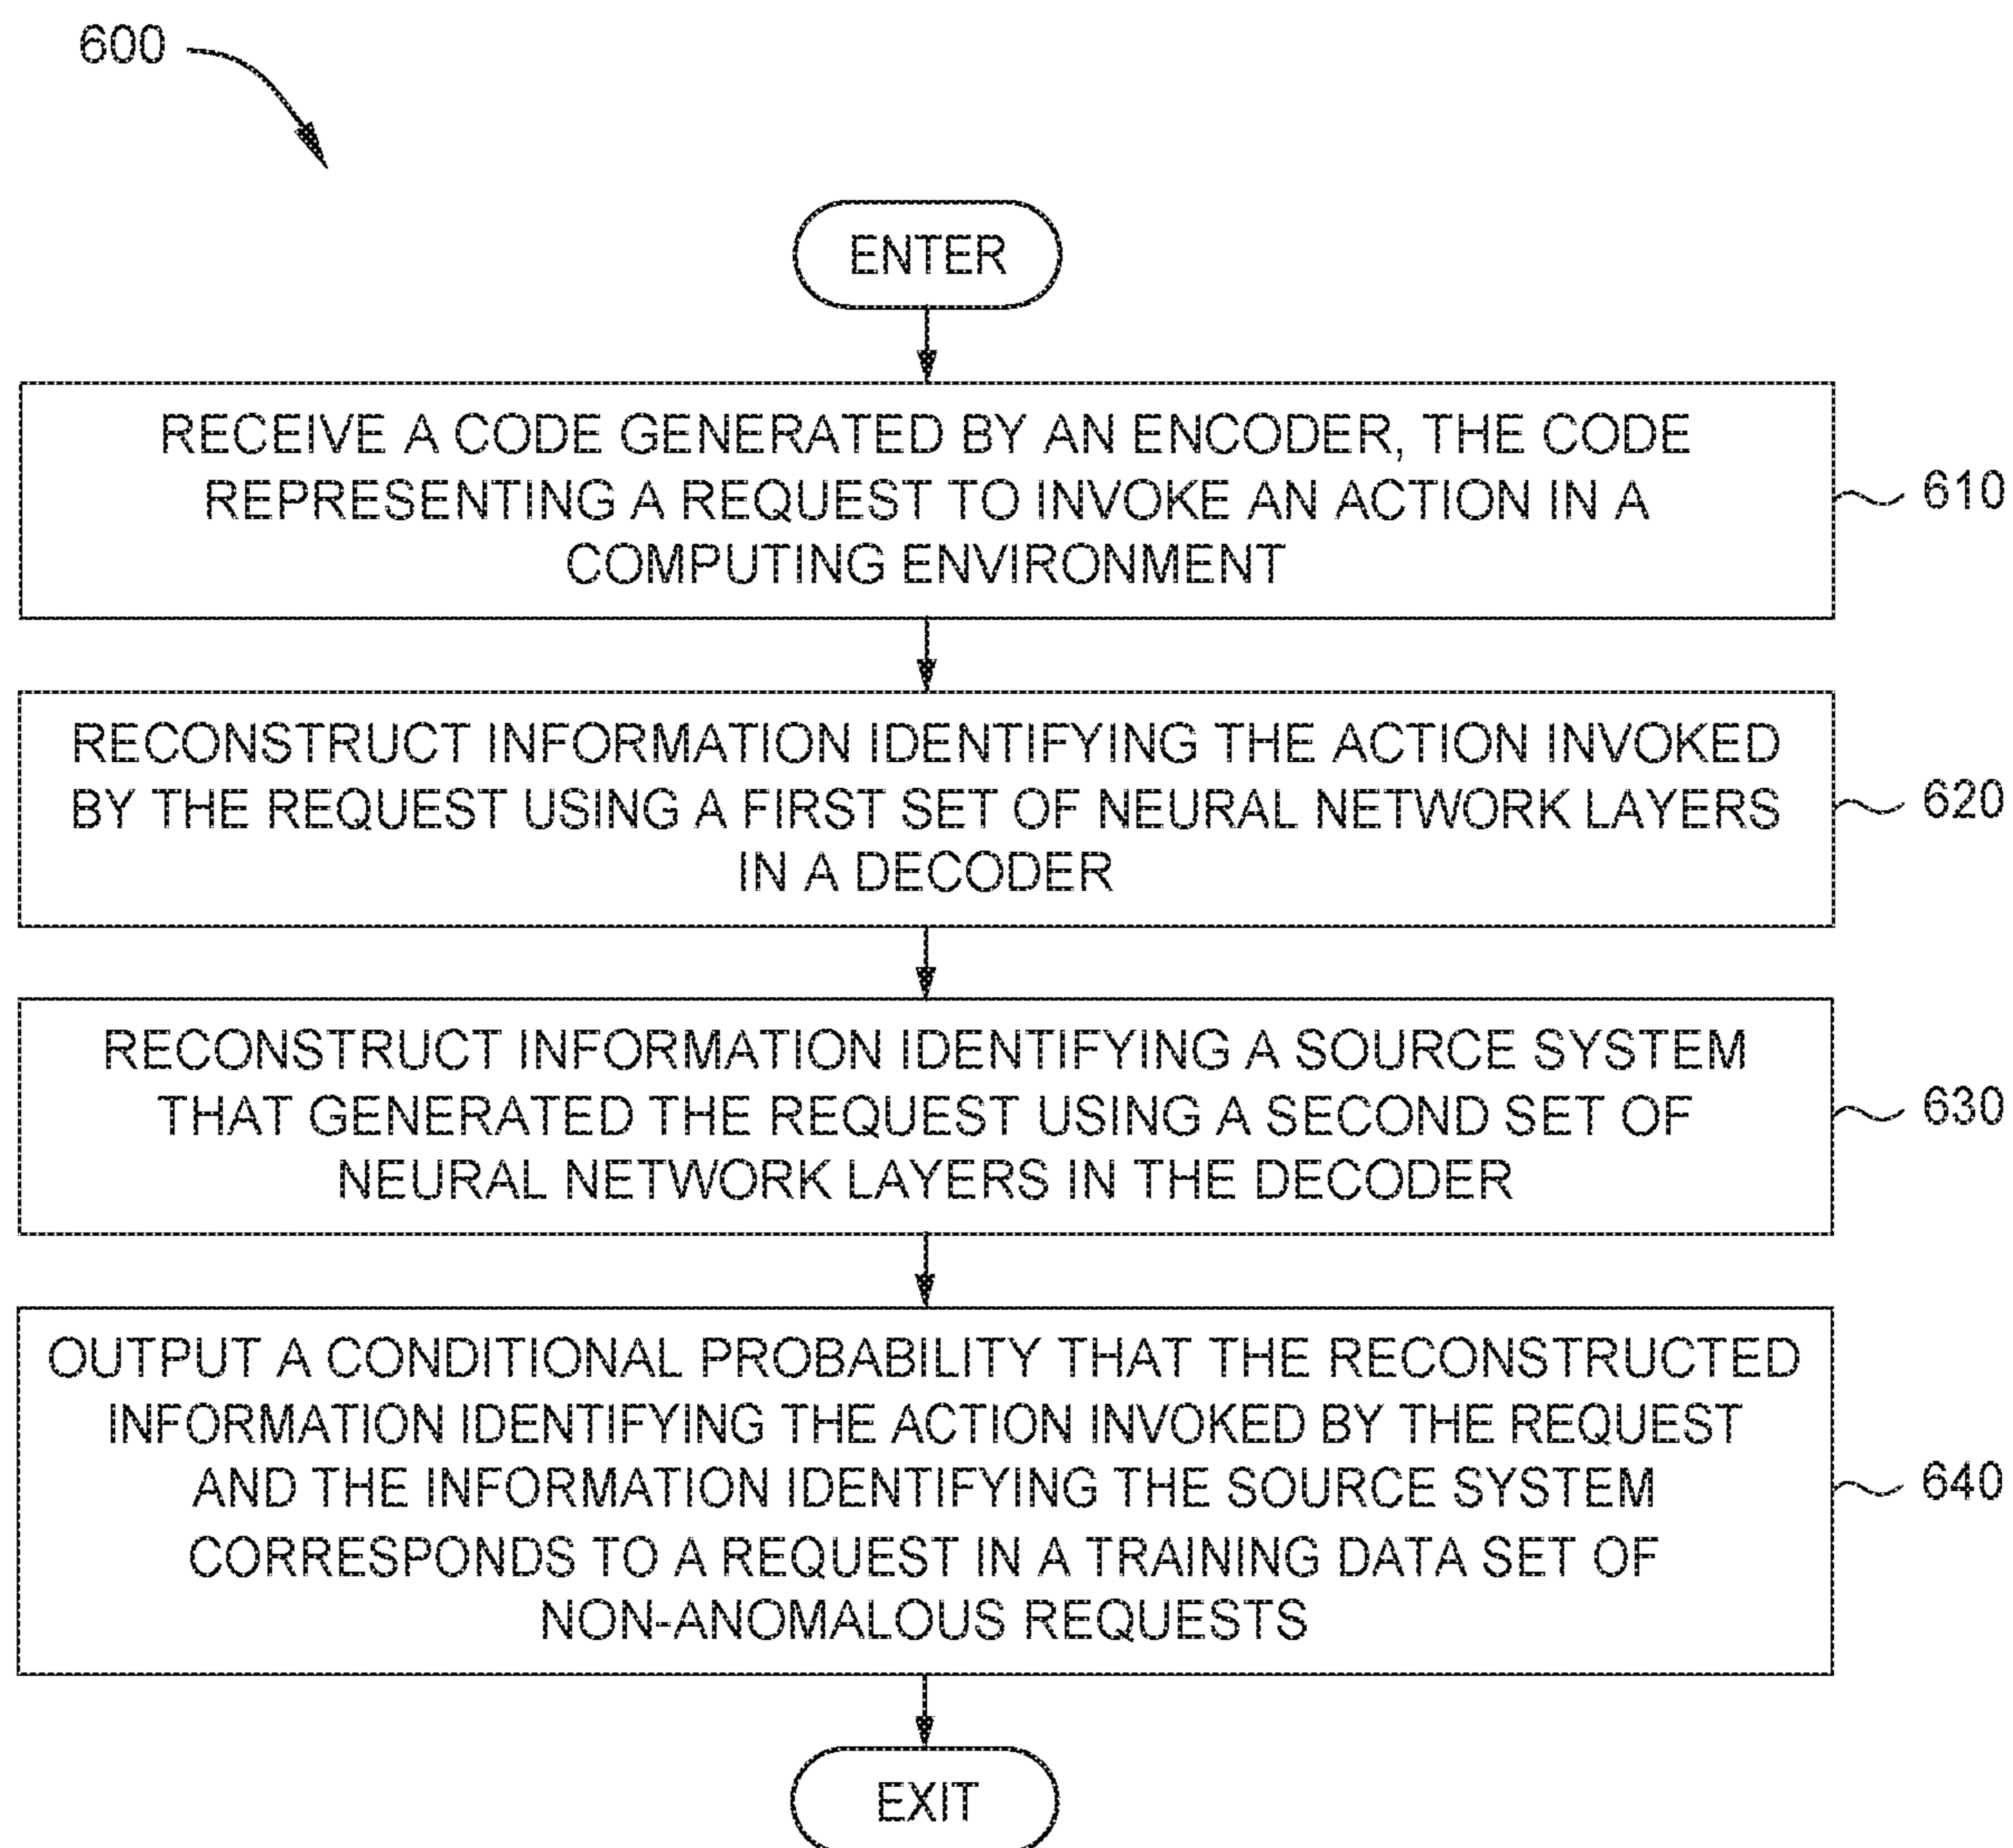 600
ENTER
RECEIVE A CODE GENERATED BY AN ENCODER, THE CODE
REPRESENTING A REQUEST TO INVOKE AN ACTION IN A
COMPUTING ENVIRONMENT
610
RECONSTRUCT INFORMATION IDENTIFYING THE ACTION INVOKED
BY THE REQUEST USING A FIRST SET OF NEURAL NETWORK LAYERS
IN A DECODER
620
RECONSTRUCT INFORMATION IDENTIFYING A SOURCE SYSTEM
THAT GENERATED THE REQUEST USING A SECOND SET OF
NEURAL NETWORK LAYERS IN THE DECODER
630
OUTPUT A CONDITIONAL PROBABILITY THAT THE RECONSTRUCTED
INFORMATION IDENTIFYING THE ACTION INVOKED BY THE REQUEST
AND THE INFORMATION IDENTIFYING THE SOURCE SYSTEM
CORRESPONDS TO A REQUEST IN A TRAINING DATA SET OF
NON-ANOMALOUS REQUESTS
640
EXIT